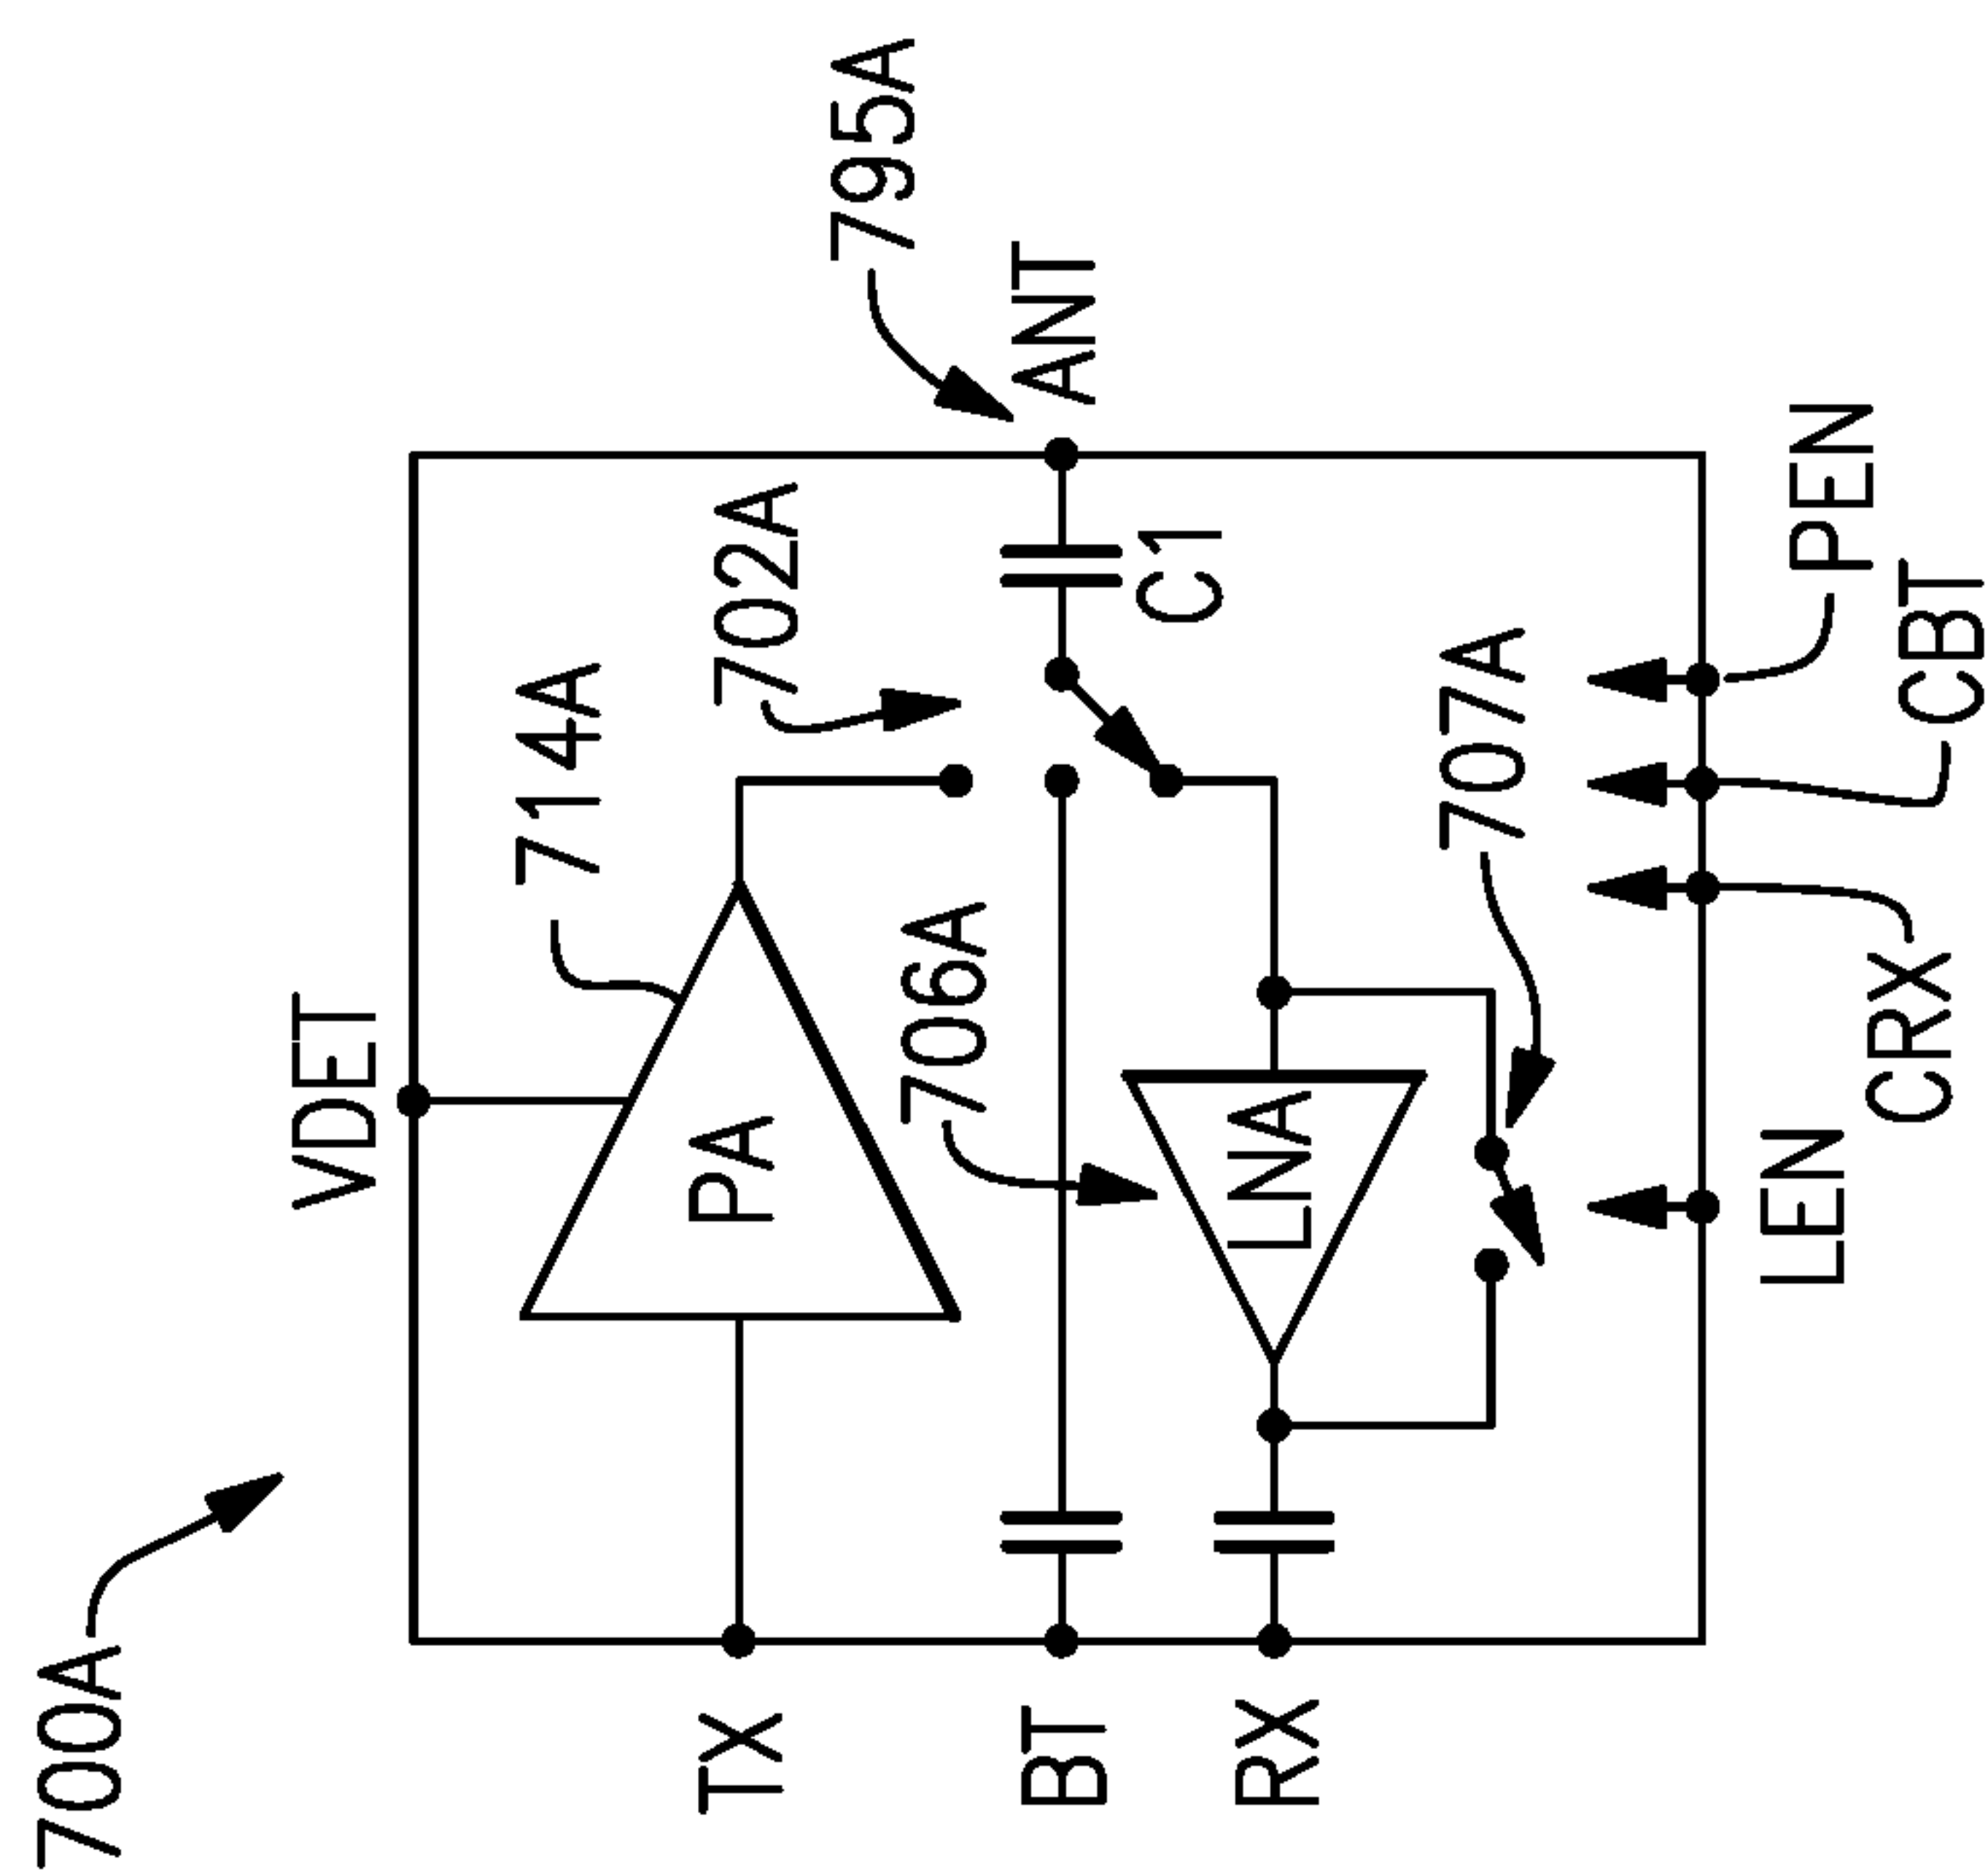 700A
VDET
714A
702A
795A
ANT
PA
706A
C1
TX
BT
RX
LNA
707A
LEN
CRX
CBT
PEN